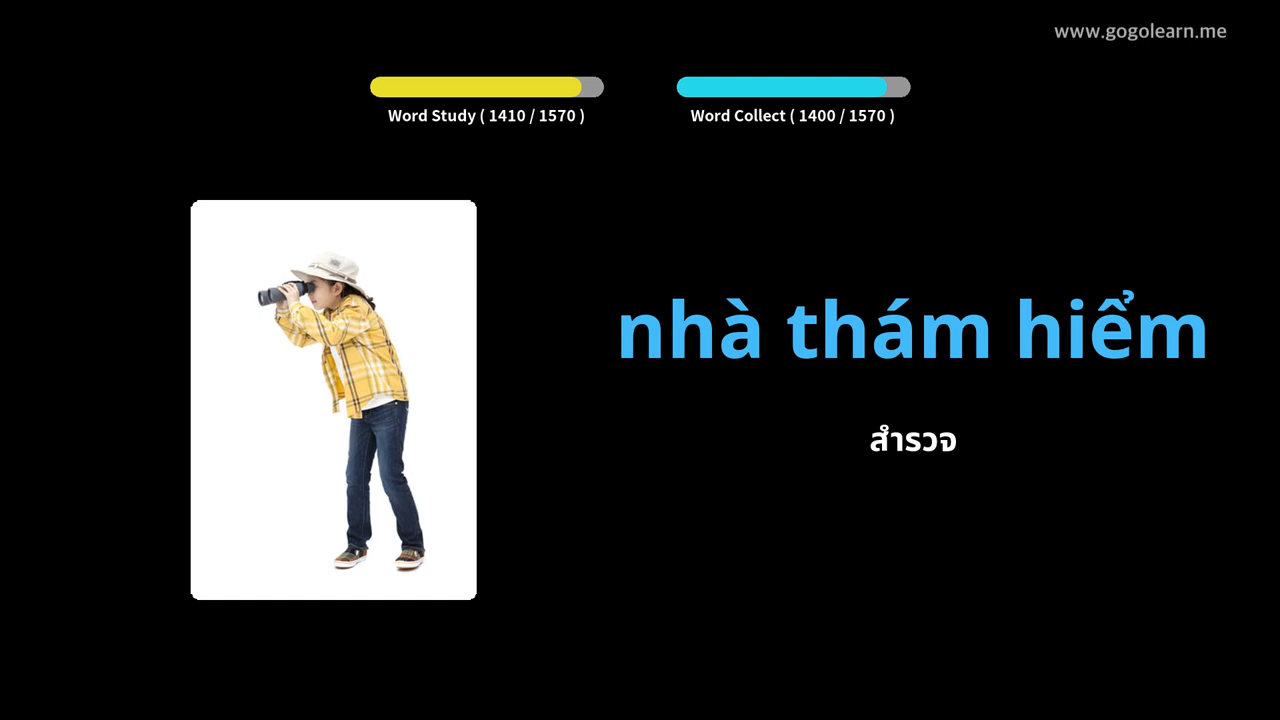 www.gogolearn.me
Word Study ( 1410 / 1570 )
Word Collect ( 1400 / 1570 )
nhà thám hiểm
สำรวจ